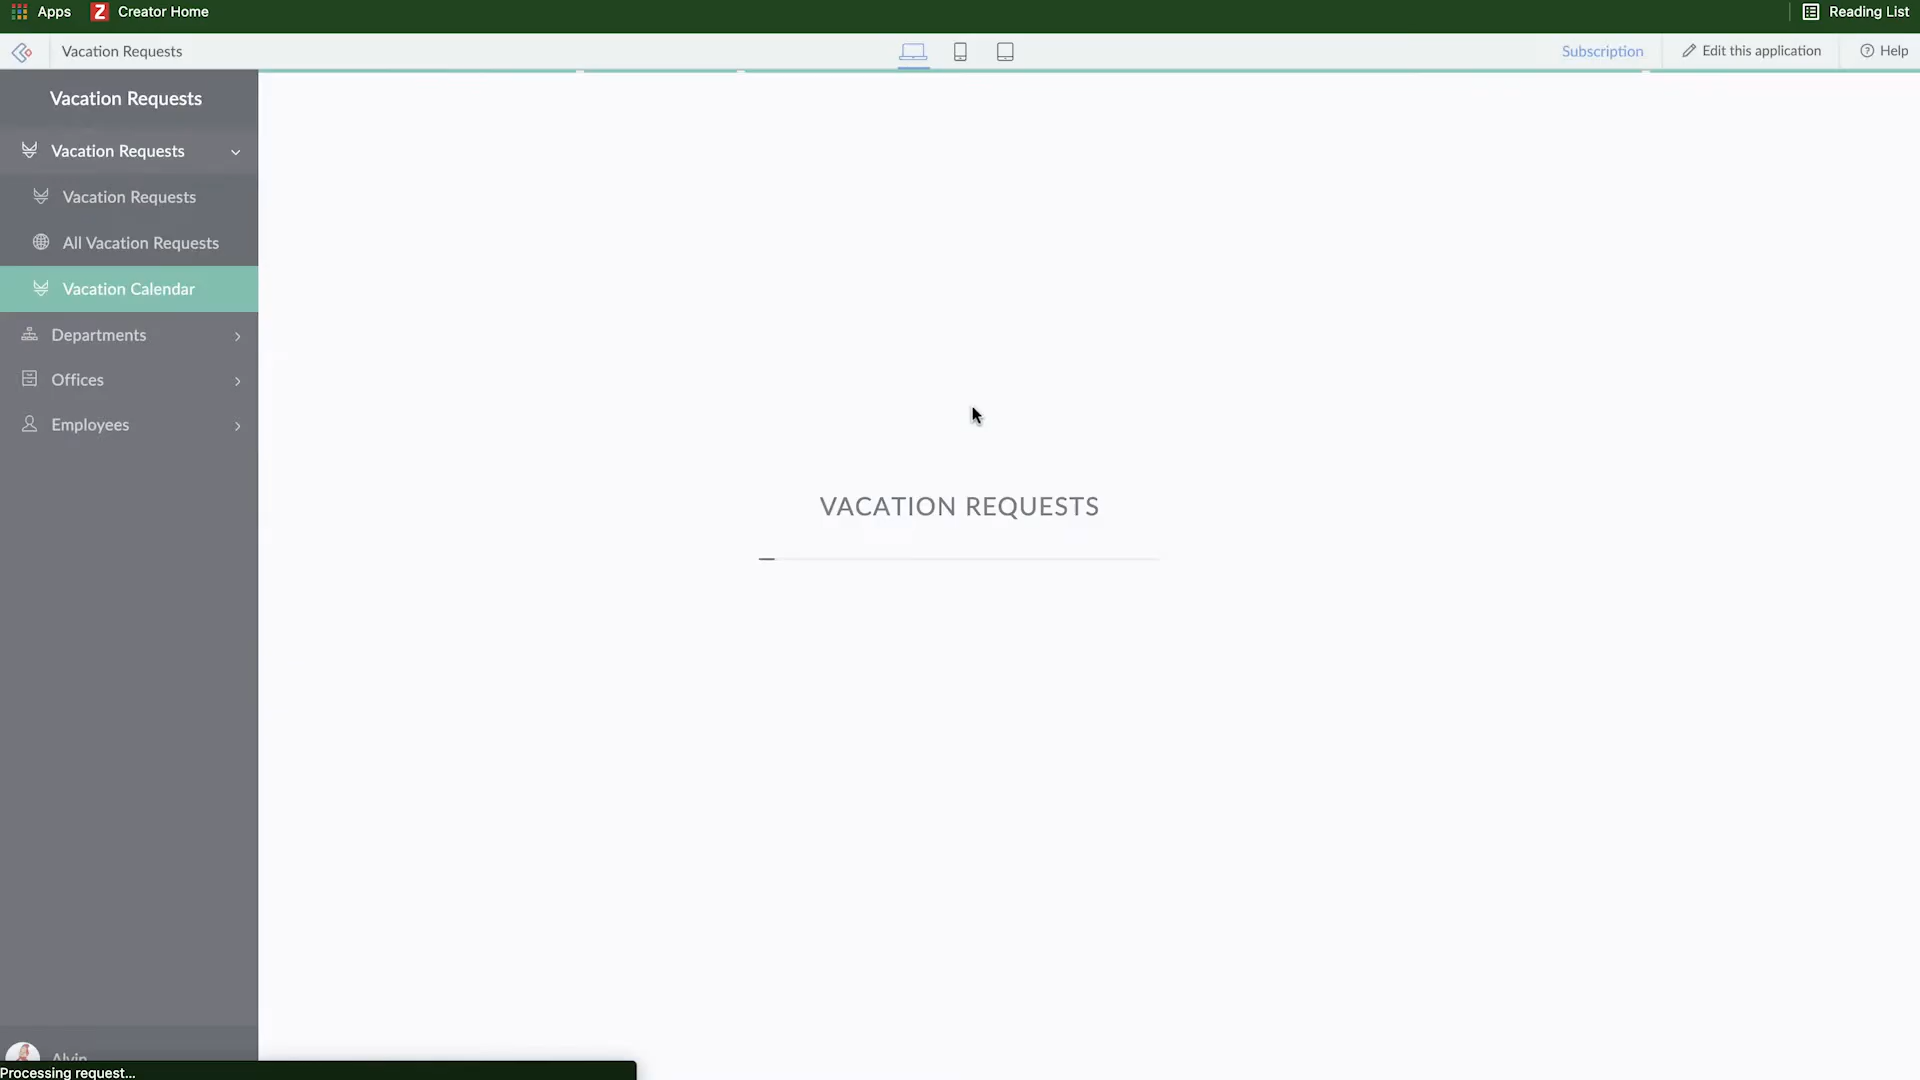 Apps
Z Creator Home
Reading List
Vacation Requests
Subscription
Edit this application
? Help
Vacation Requests
Vacation Requests
Vacation Requests
All Vacation Requests
Vacation Calendar
Departments
Offices
Employees
VACATION REQUESTS
Alvin
Processing request...